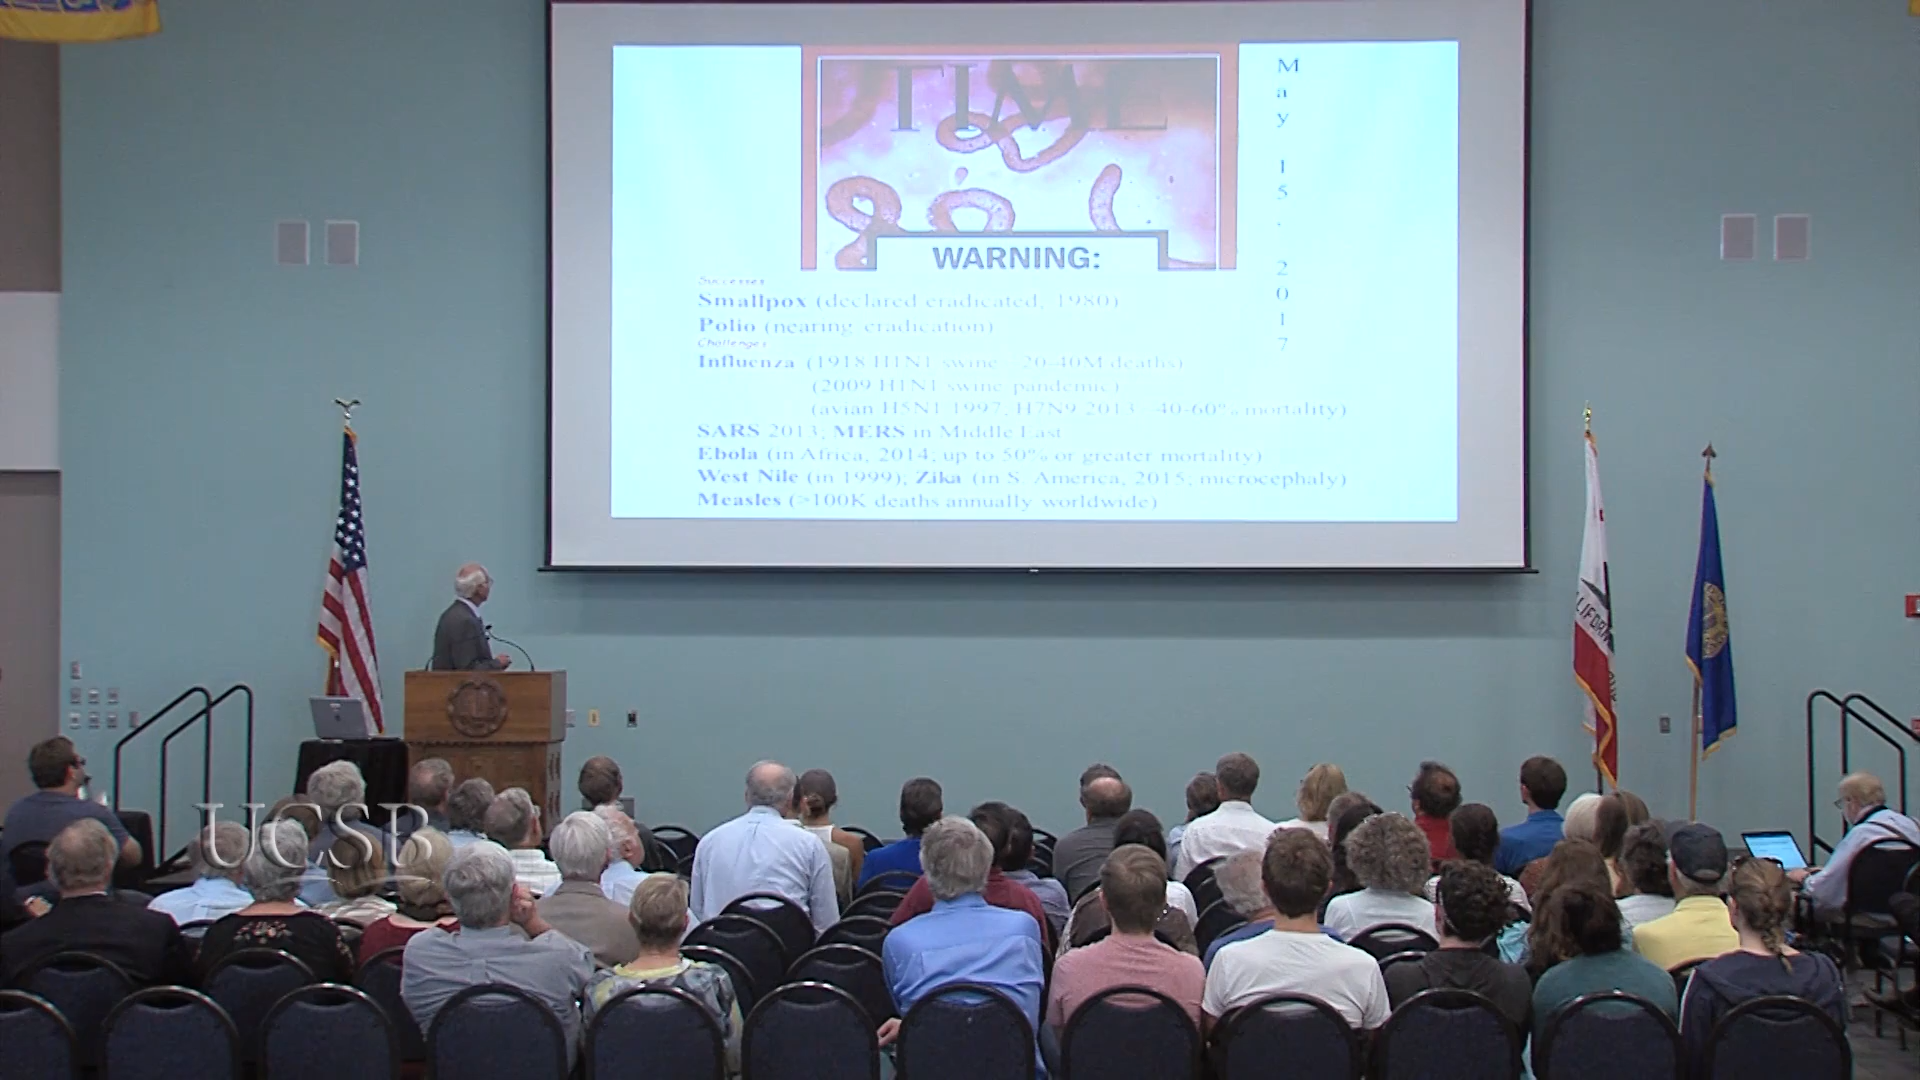 TIME
WARNING:
May 15, 2017
Successes
Smallpox (declared eradicated, 1980)
Polio (nearing eradication)
Challenges
Influenza (1918 H1N1 swine ~20-40M deaths)
(2009 H1N1 swine pandemic)
(avian H5N1 1997, H7N9 2013 ~40-60% mortality)
SARS 2013; MERS in Middle East
Ebola (in Africa, 2014; up to 50% or greater mortality)
West Nile (in 1999); Zika (in S. America, 2015; microcephaly)
Measles (>100K deaths annually worldwide)
UCSB